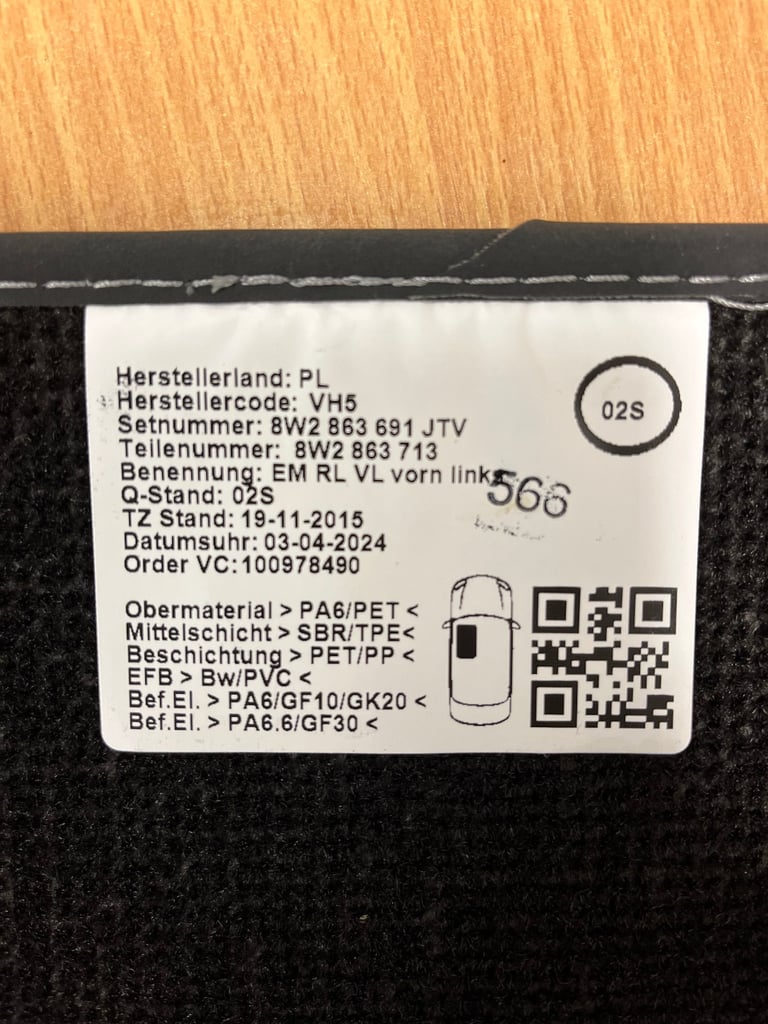 Herstellerland: PL
Herstellercode: VH5
Setnummer: 8W2 863 691 JTV
Teilenummer: 8W2 863 713
Benennung: EM RL VL vorn links
Q-Stand: 02S
TZ Stand: 19-11-2015
Datumsuhr: 03-04-2024
Order VC:100978490
02S
566
Obermaterial > PA6/PET <
Mittelschicht > SBR/TPE<
Beschichtung > PET/PP <
EFB > Bw/PVC <
Bef.El. > PA6/GF10/GK20 <
Bef.El. > PA6.6/GF30 <